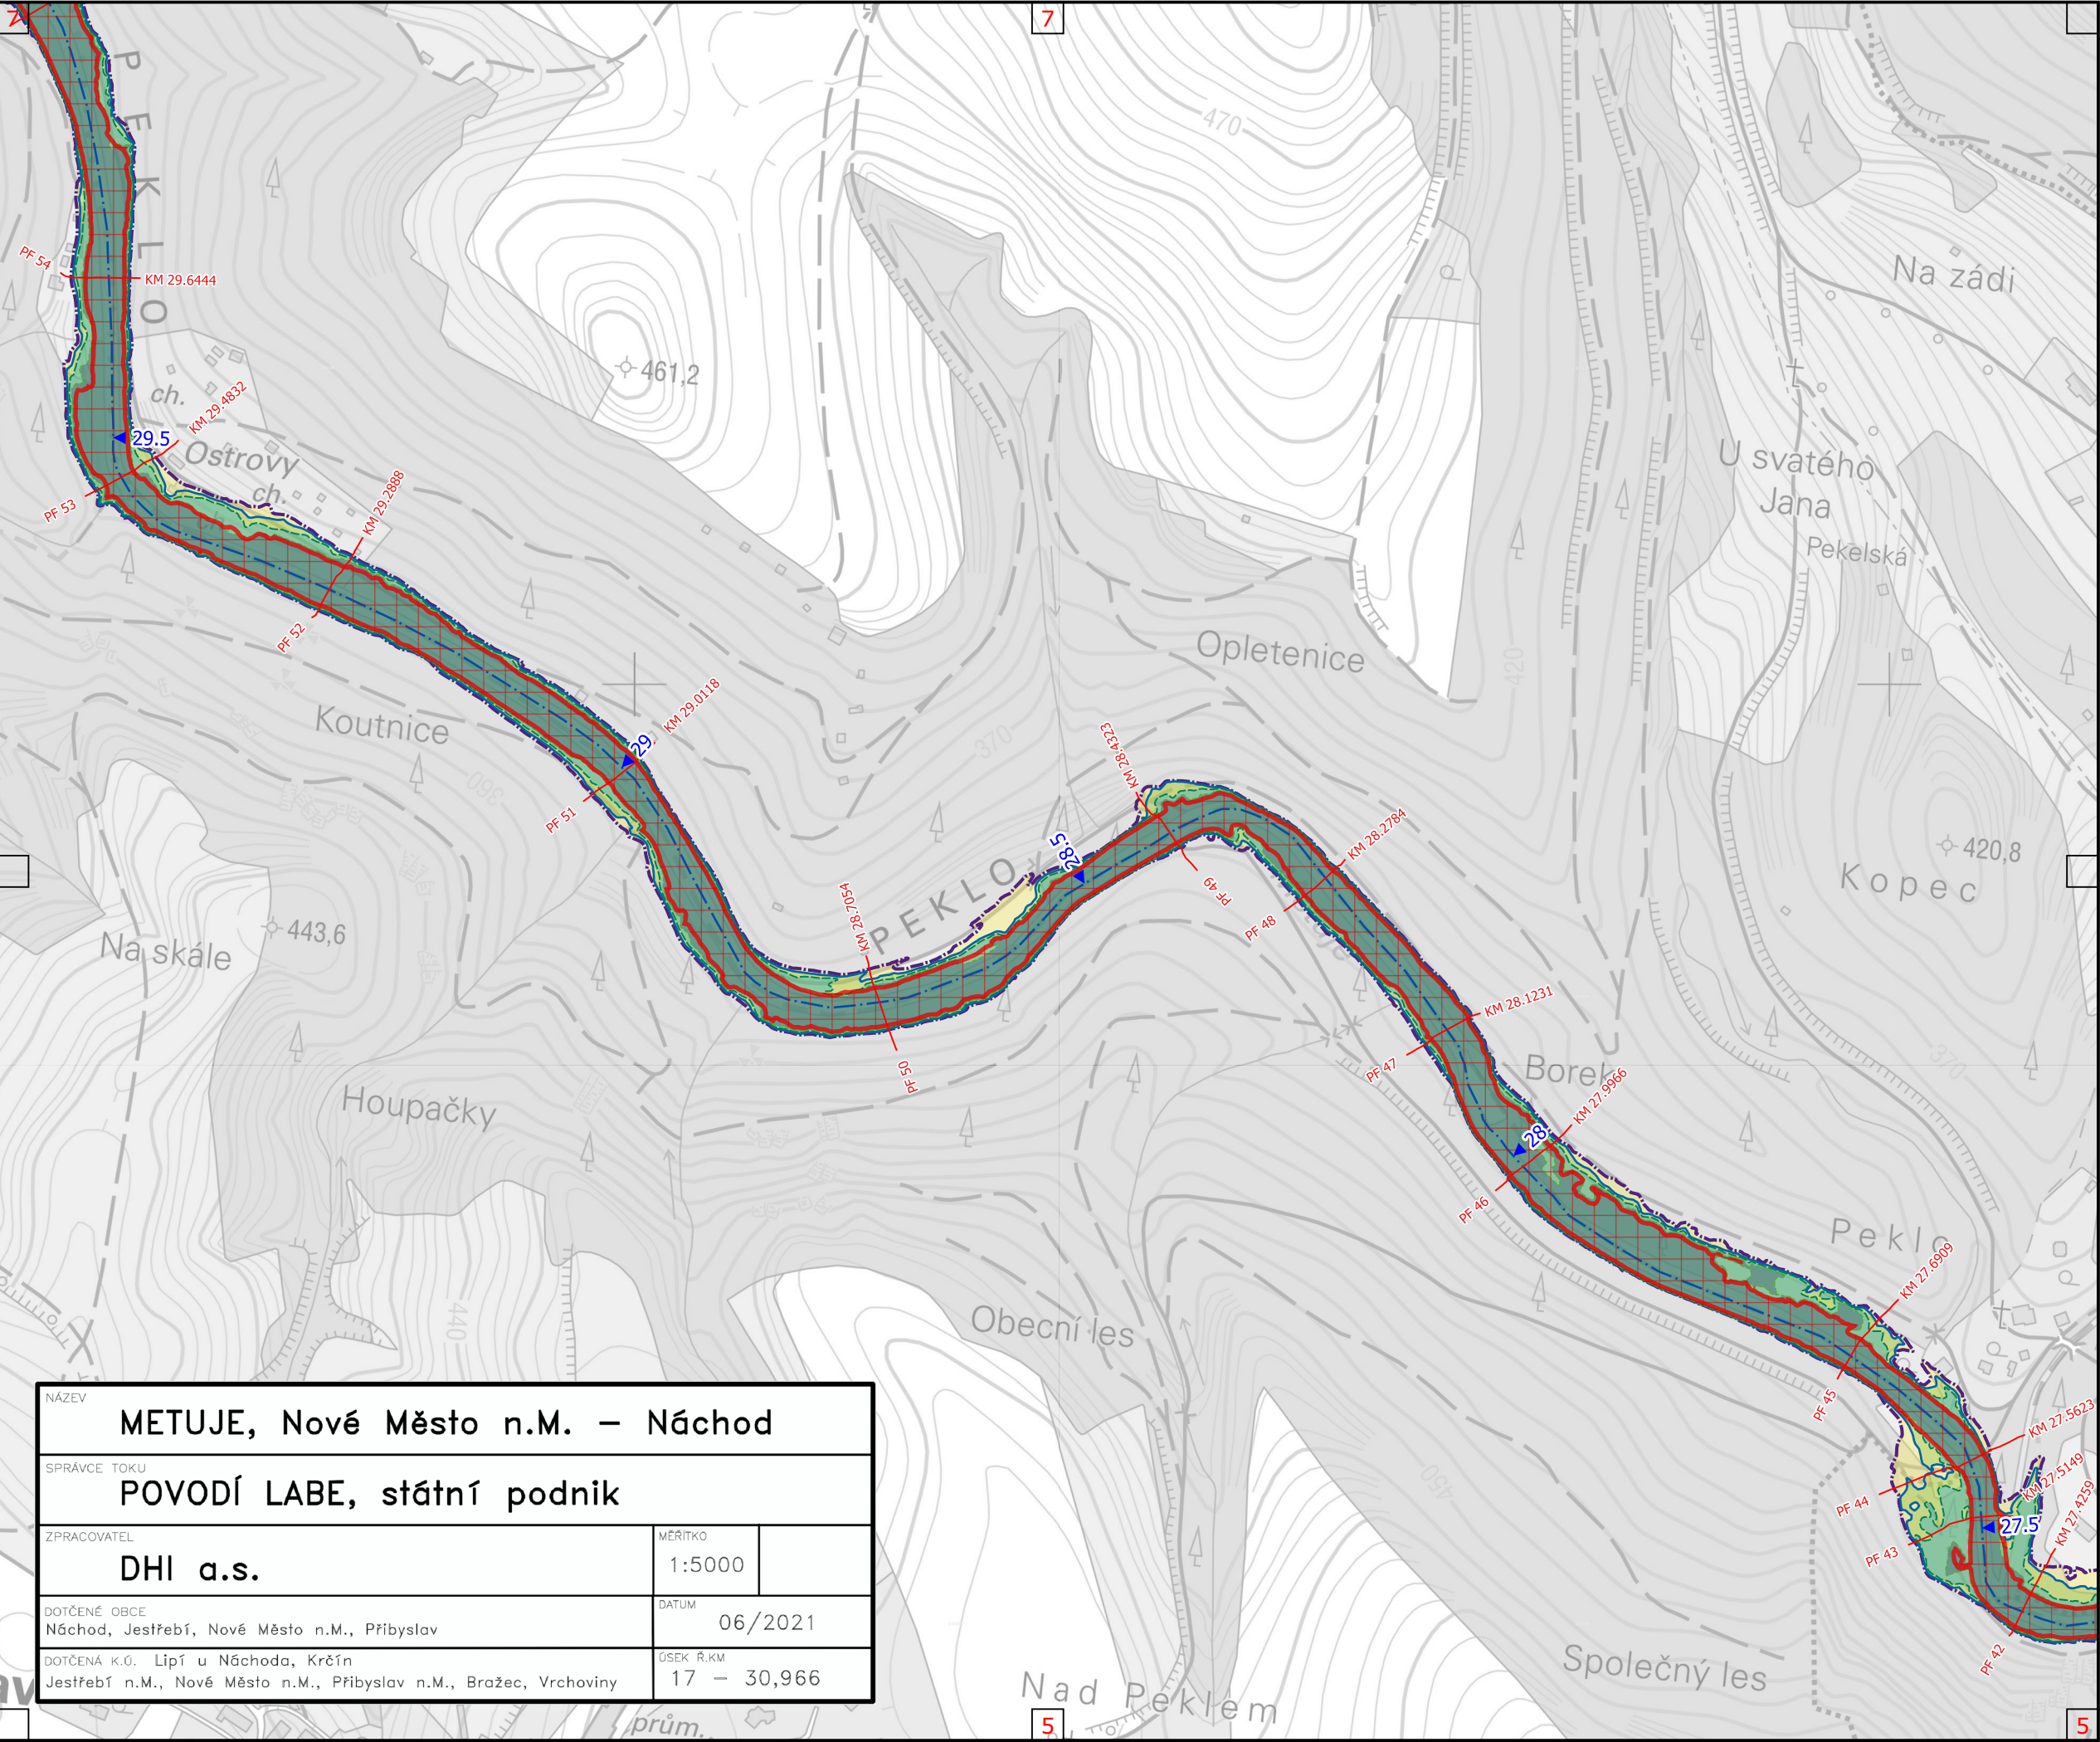 7
7
PEKLO
470
Na zádi
PF 54
KM 29.6444
461,2
ch.
KM 29.4832
29.5
Ostrovy
ch.
U svatého
Jana
Pekelská
PF 53
KM 29.2888
PF 52
Opletenice
420
Koutnice
KM 29.0118
29
KM 28.4323
PF 51
KM 28.2784
28.5
420,8
Kopec
PEKLO
KM 28.7054
PF 49
PF 48
443,6
Na skále
KM 28.1231
PF 47
PF 50
Borek
KM 27.9966
Houpačky
28
PF 46
Peklo
KM 27.6909
440
Obecní les
PF 45
KM 27.5623
450
PF 44
KM 27.5149
KM 27.4259
27.5
PF 43
PF 42
Společný les
Nad Peklem
prům.
5
5
NÁZEV
METUJE, Nové Město n.M. – Náchod
SPRÁVCE TOKU
POVODÍ LABE, státní podnik
ZPRACOVATEL
DHI a.s.
MĚŘÍTKO
1:5000
DOTČENÉ OBCE
Náchod, Jestřebí, Nové Město n.M., Přibyslav
DATUM
06/2021
DOTČENÁ K.Ú. Lipí u Náchoda, Krčín
Jestřebí n.M., Nové Město n.M., Přibyslav n.M., Bražec, Vrchoviny
ÚSEK Ř.KM
17 – 30,966